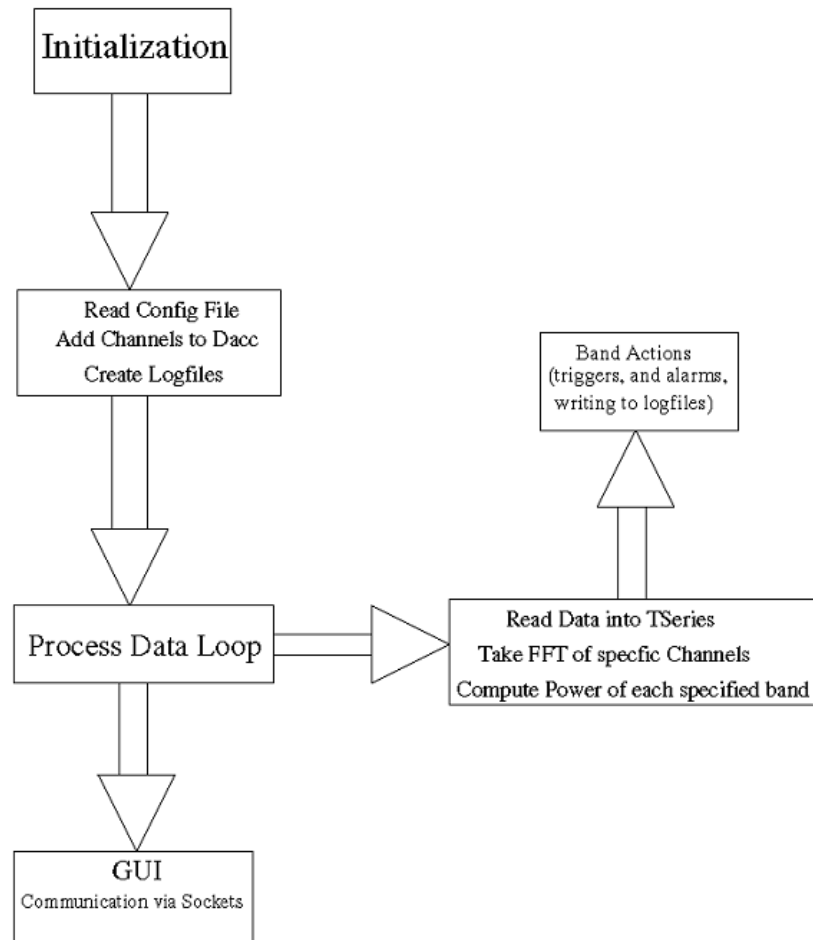 Initialization
Read Config File
Add Channels to Dacc
Create Logfiles
Band Actions
(triggers, and alarms,
writing to logfiles)
Process Data Loop
Read Data into TSeries
Take FFT of specfic Channels
Compute Power of each specified band
GUI
Communication via Sockets